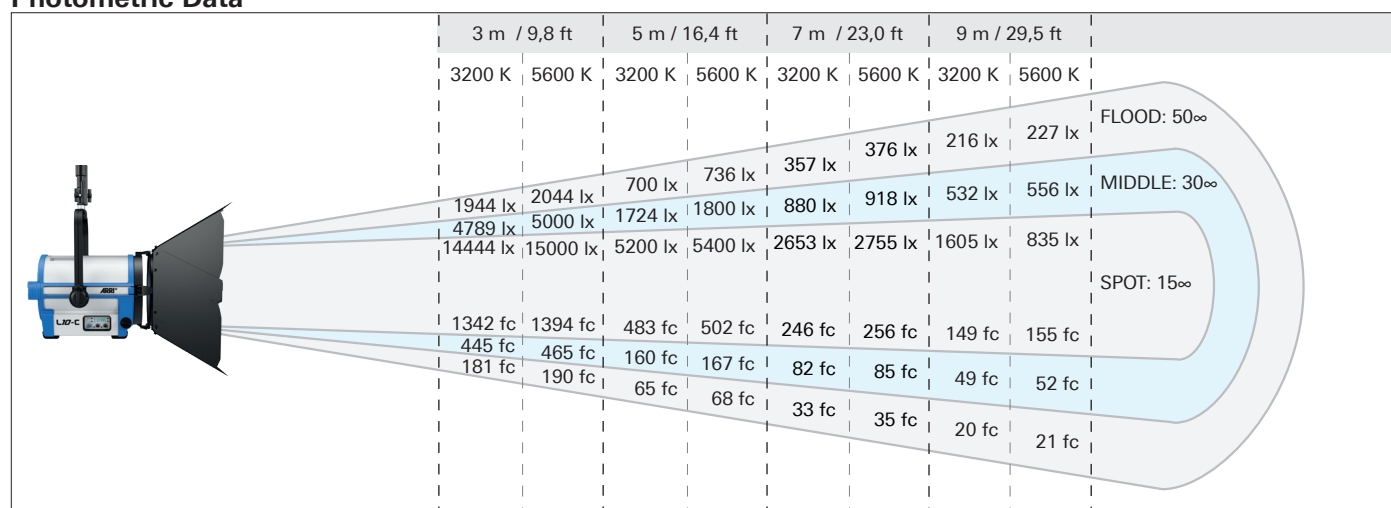 Photometric Data
3 m / 9,8 ft 5 m / 16,4 ft 7 m / 23,0 ft 9 m / 29,5 ft
3200 K 5600 K 3200 K 5600 K 3200 K 5600 K 3200 K 5600 K
FLOOD: 50∞
1944 lx 2044 lx 700 lx 736 lx 357 lx 376 lx 216 lx 227 lx
MIDDLE: 30∞
4789 lx 5000 lx 1724 lx 1800 lx 880 lx 918 lx 532 lx 556 lx
14444 lx 15000 lx 5200 lx 5400 lx 2653 lx 2755 lx 1605 lx 835 lx
SPOT: 15∞
ARRI
L10-C
1342 fc 1394 fc 483 fc 502 fc 246 fc 256 fc 149 fc 155 fc
445 fc 465 fc 160 fc 167 fc 82 fc 85 fc 49 fc 52 fc
181 fc 190 fc 65 fc 68 fc 33 fc 35 fc 20 fc 21 fc